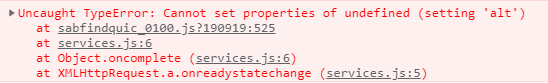 ▶Uncaught TypeError: Cannot set properties of undefined (setting 'alt')
at sabfindquic_0100.js?190919:525
at services.js:6
at Object.oncomplete (services.js:6)
at XMLHttpRequest.a.onreadystatechange (services.js:5)